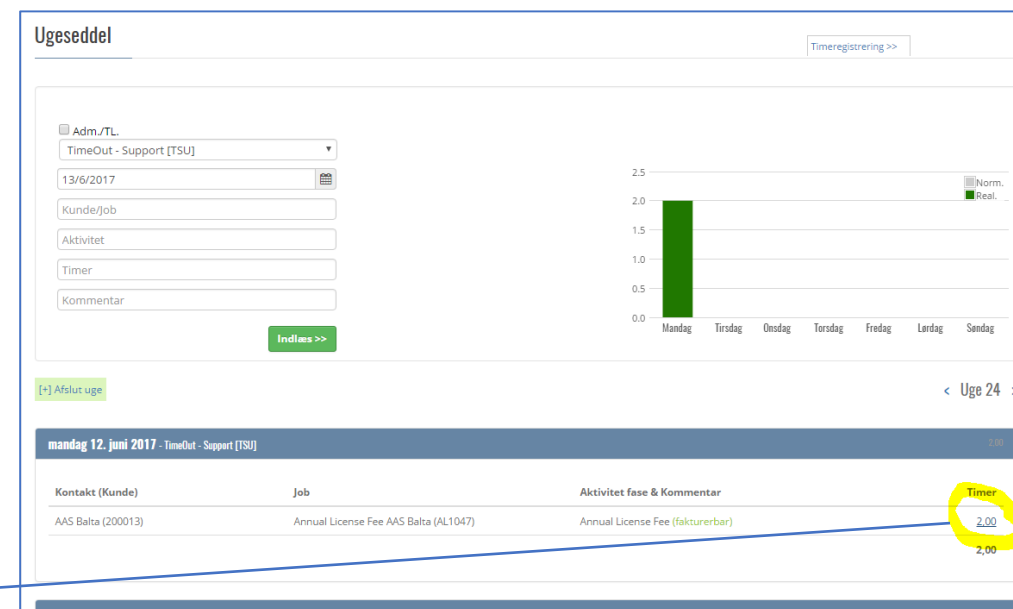 Ugeseddel
Timeregistrering >>
Adm./TL.
TimeOut - Support [TSU]
13/6/2017
Kunde/Job
Aktivitet
Timer
Kommentar
Indlæs >>
2.5
2.0
1.5
1.0
0.5
0.0
Norm.
Real.
Mandag Tirsdag Onsdag Torsdag Fredag Lørdag Søndag
[+] Afslut uge
< Uge 24
mandag 12. juni 2017 - TimeOut - Support [TSU] 2,00
Kontakt (Kunde) Job Aktivitet fase & Kommentar Timer
AAS Balta (200013) Annual License Fee AAS Balta (AL1047) Annual License Fee (fakturerbar) 2,00
2,00